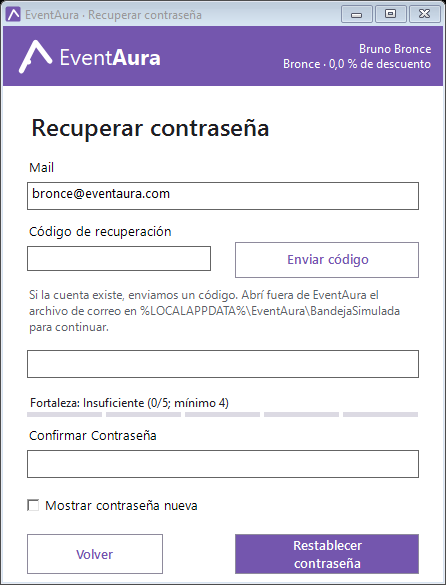 EventAura · Recuperar contraseña
EventAura
Bruno Bronce
Bronce · 0,0 % de descuento
Recuperar contraseña
Mail
bronce@eventaura.com
Código de recuperación
Enviar código
Si la cuenta existe, enviamos un código. Abrí fuera de EventAura el
archivo de correo en %LOCALAPPDATA%\EventAura\BandejaSimulada
para continuar.
Fortaleza: Insuficiente (0/5; mínimo 4)
Confirmar Contraseña
Mostrar contraseña nueva
Volver
Restablecer
contraseña